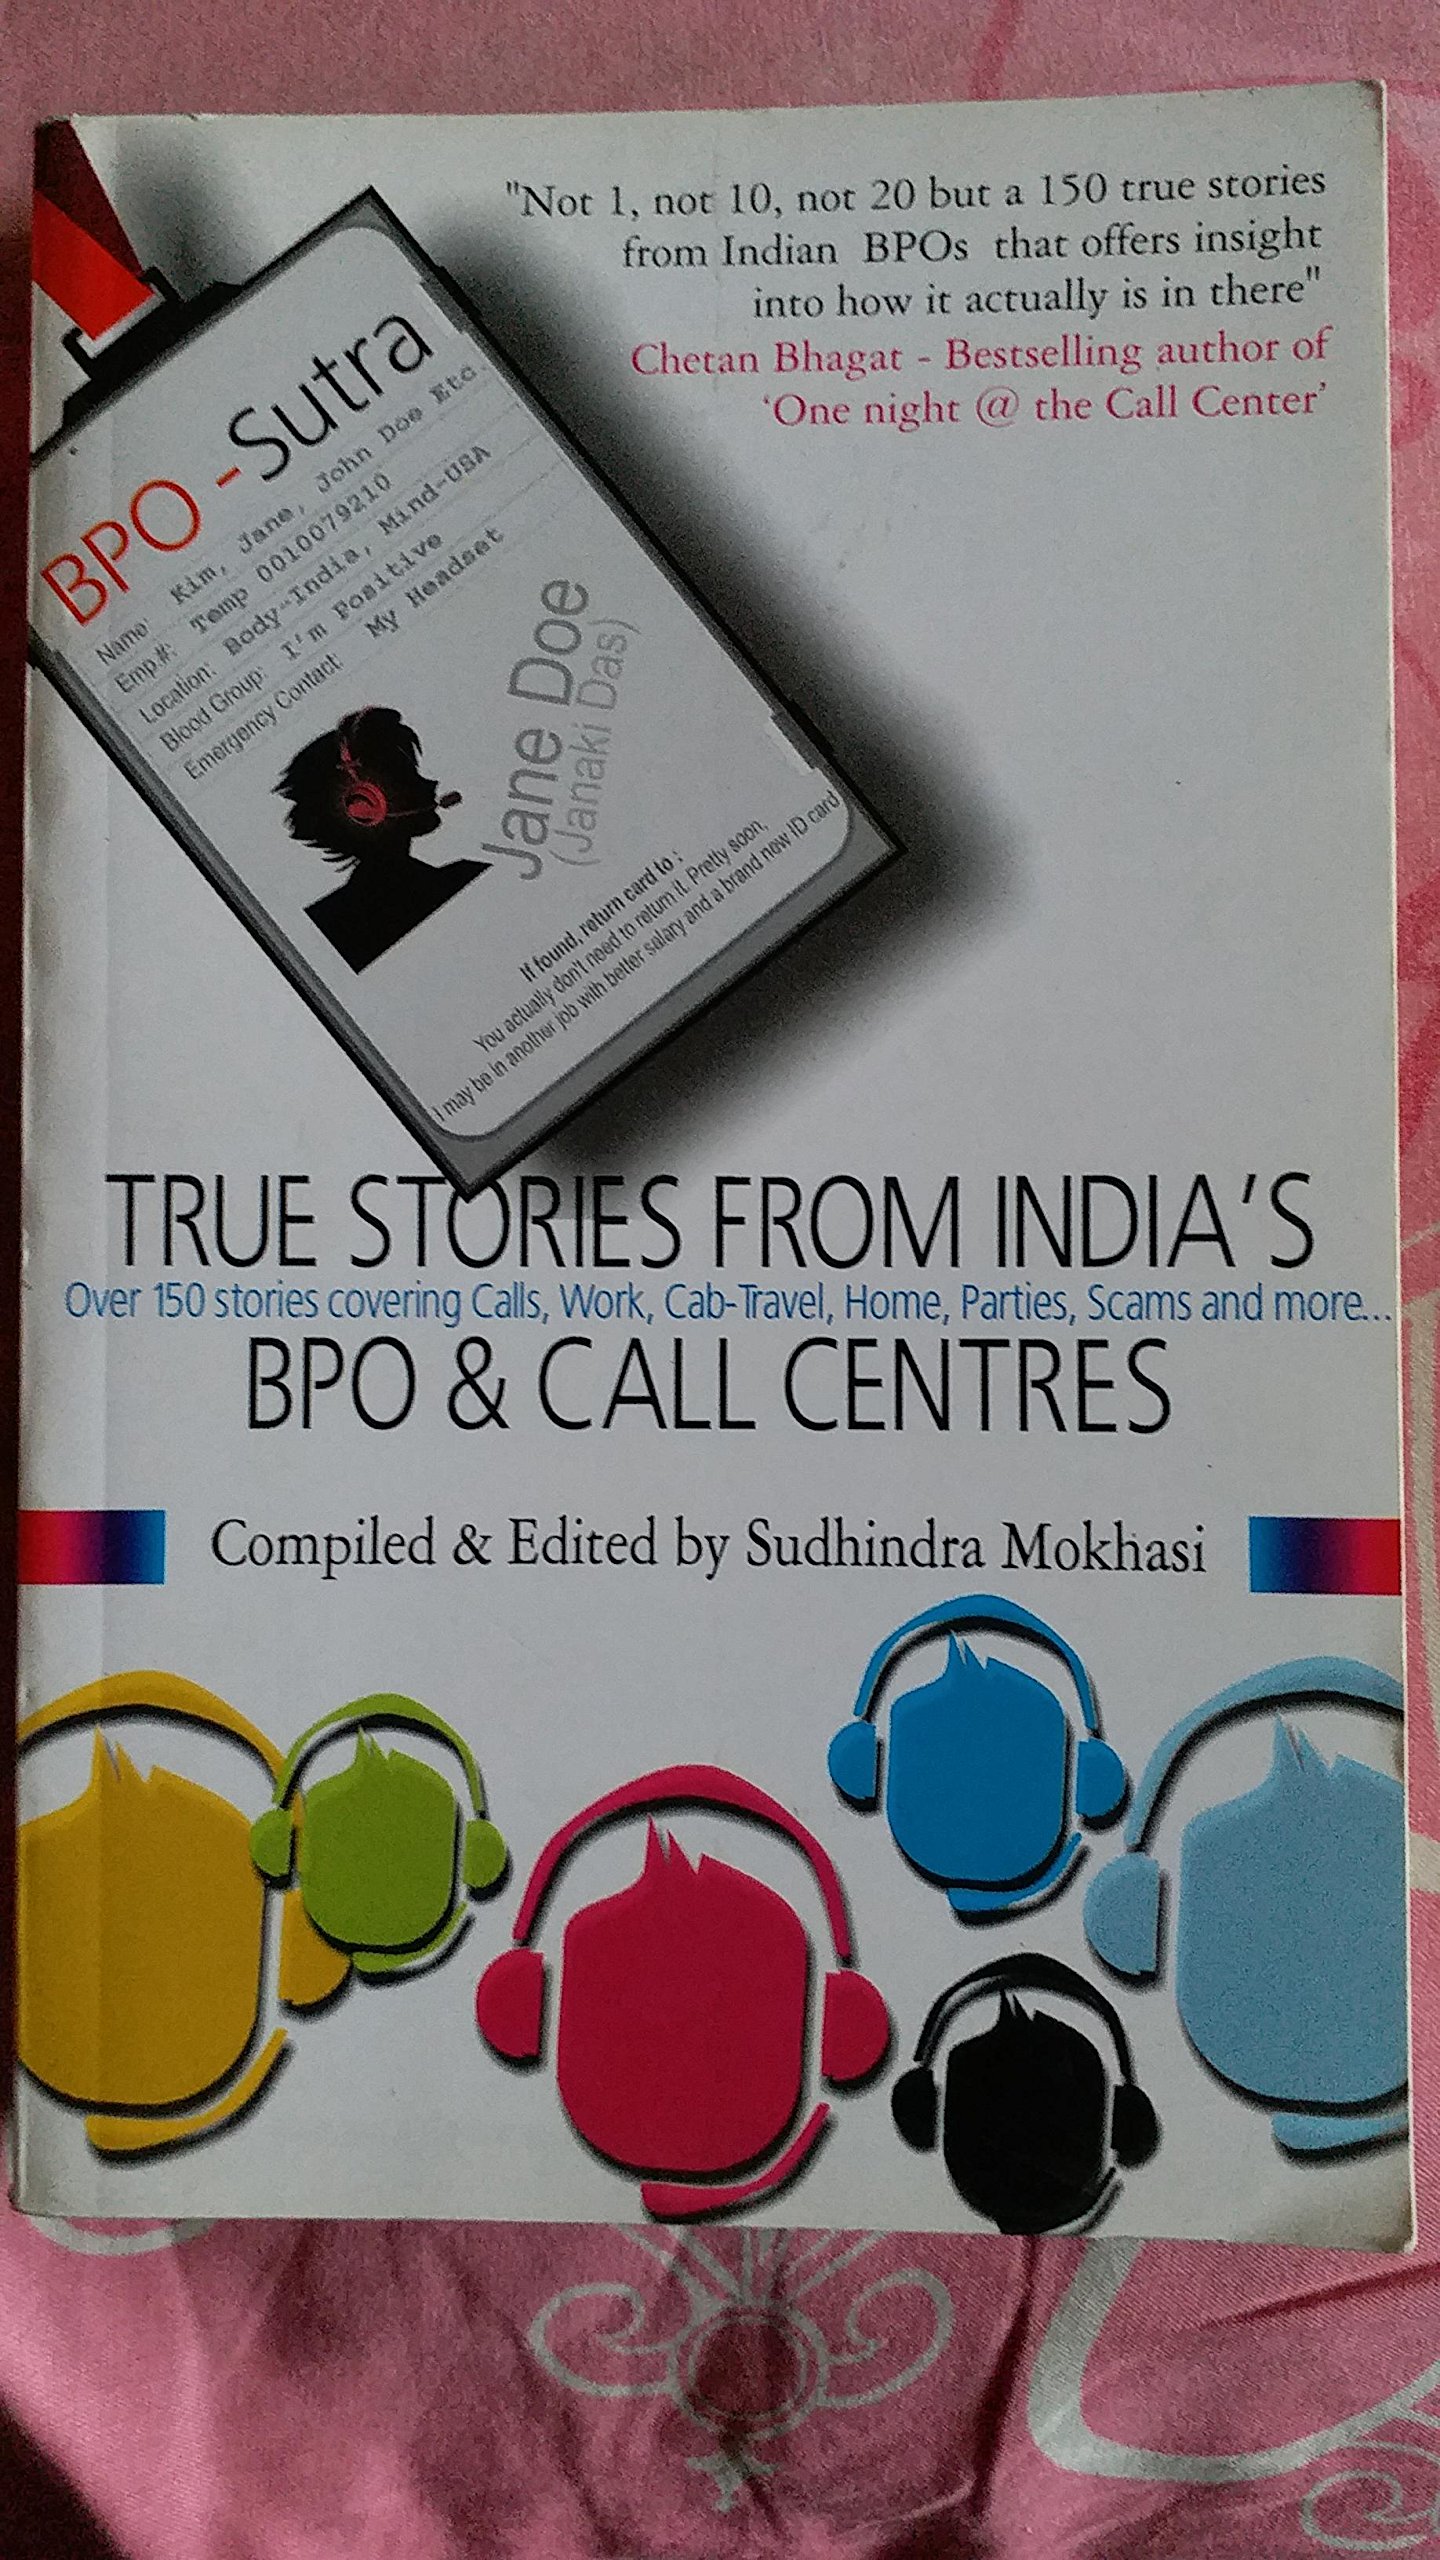 "Not 1, not 10, not 20 but a 150 true stories
from Indian BPOs that offers insight
into how it actually is in there"
Chetan Bhagat - Bestselling author of
'One night @ the Call Center'
BPO-Sutra
Name: Kim, Jane, John Doe Etc.
Emp.#: Temp 0010079210
Location: Body-India, Mind-USA
Blood Group: I'm Positive
Emergency Contact: My Headset
Jane Doe
(Janaki Das)
If found, return card to ;
You actually don't need to return it. Pretty soon,
I may be in another job with better salary and a brand new ID card
TRUE STORIES FROM INDIA'S
Over 150 stories covering Calls, Work, Cab-Travel, Home, Parties, Scams and more...
BPO & CALL CENTRES
Compiled & Edited by Sudhindra Mokhasi